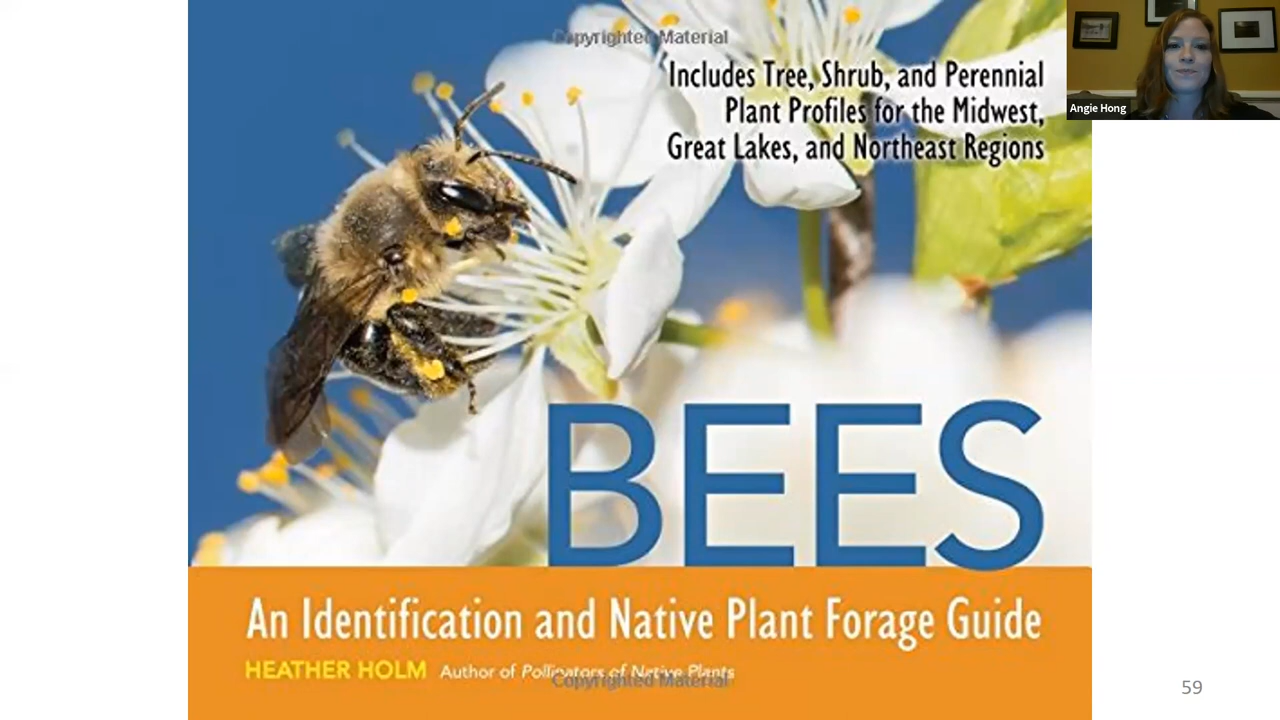 Copyrighted Material
Includes Tree, Shrub, and Perennial
Plant Profiles for the Midwest,
Great Lakes, and Northeast Regions
Angie Hong
BEES
An Identification and Native Plant Forage Guide
HEATHER HOLM Author of Pollinators of Native Plants
Copyrighted Material
59